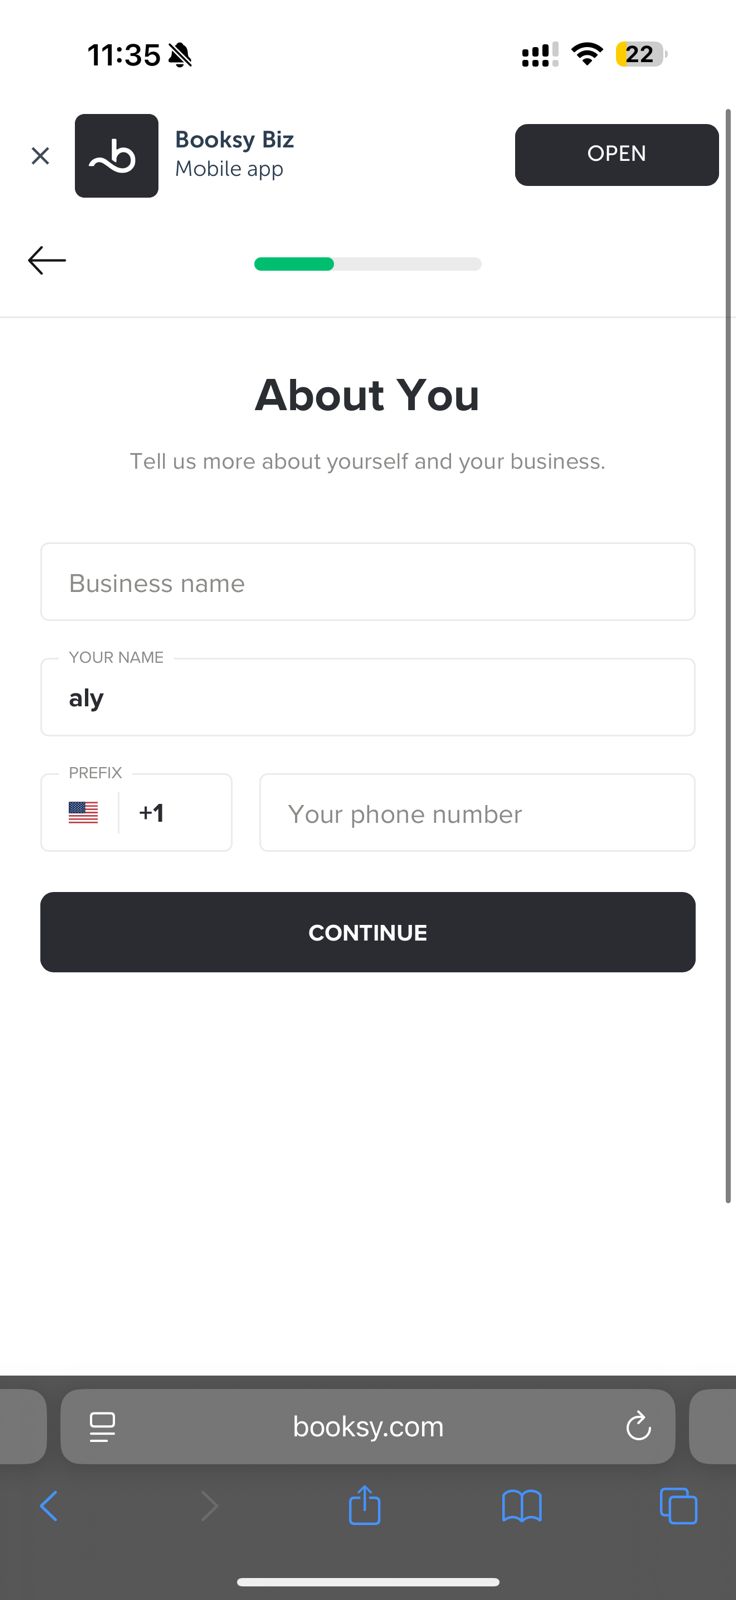 11:35
22
Booksy Biz
Mobile app
OPEN
About You
Tell us more about yourself and your business.
Business name
YOUR NAME
aly
PREFIX
+1
Your phone number
CONTINUE
booksy.com